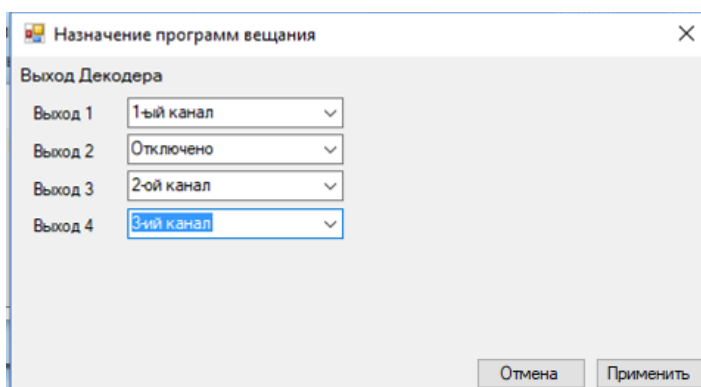 Назначение программ вещания
Выход Декодера
Выход 1 1-ый канал
Выход 2 Отключено
Выход 3 2-ой канал
Выход 4 3-ий канал
Отмена Применить